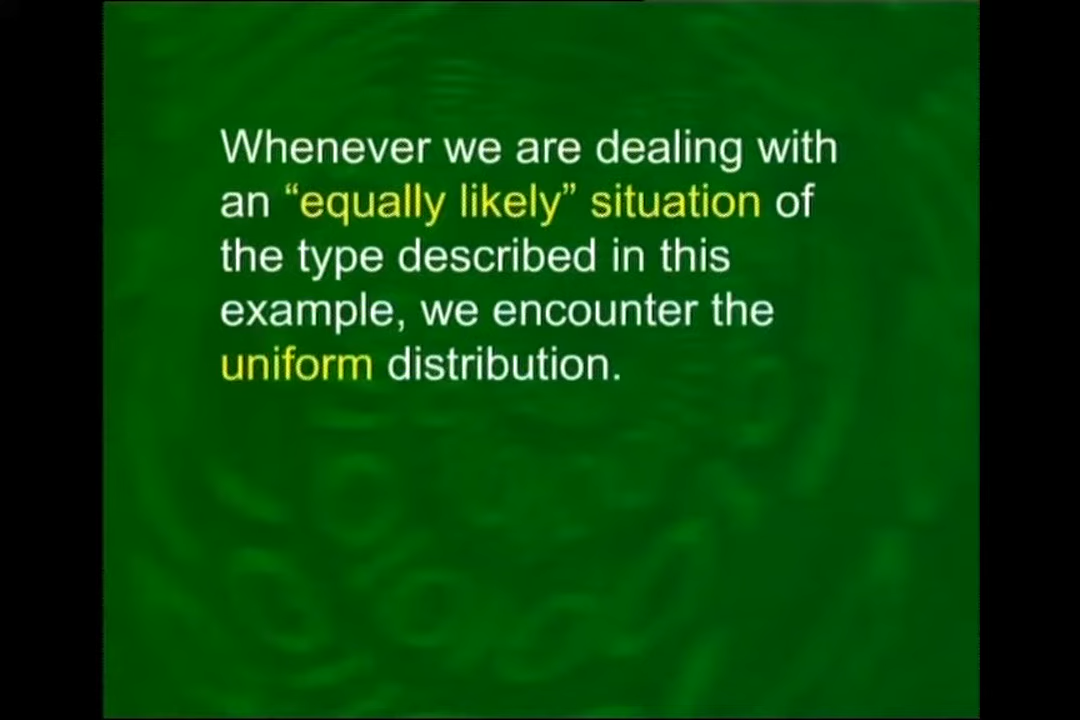 Whenever we are dealing with
an “equally likely” situation of
the type described in this
example, we encounter the
uniform distribution.